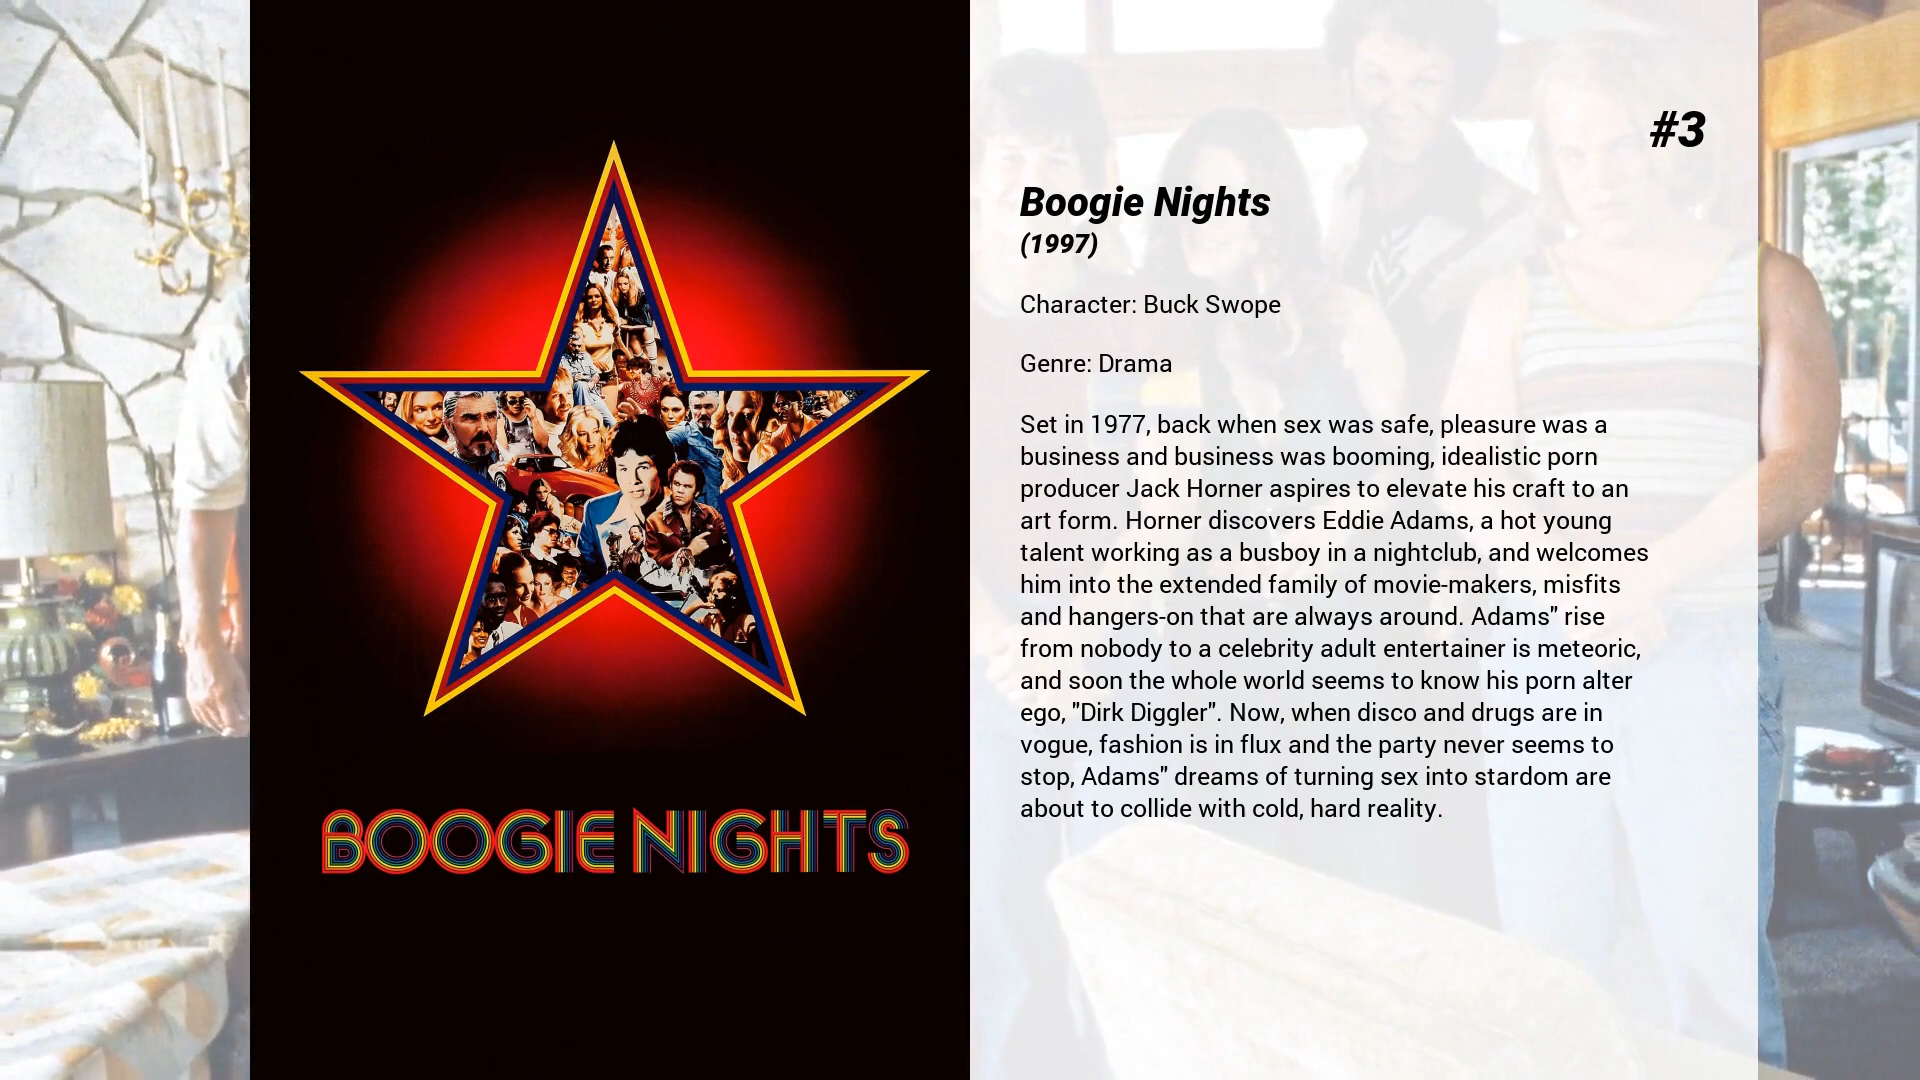 #3
Boogie Nights
(1997)
Character: Buck Swope
Genre: Drama
Set in 1977, back when sex was safe, pleasure was a
business and business was booming, idealistic porn
producer Jack Horner aspires to elevate his craft to an
art form. Horner discovers Eddie Adams, a hot young
talent working as a busboy in a nightclub, and welcomes
him into the extended family of movie-makers, misfits
and hangers-on that are always around. Adams" rise
from nobody to a celebrity adult entertainer is meteoric,
and soon the whole world seems to know his porn alter
ego, "Dirk Diggler". Now, when disco and drugs are in
vogue, fashion is in flux and the party never seems to
stop, Adams" dreams of turning sex into stardom are
about to collide with cold, hard reality.
BOOGIE NIGHTS